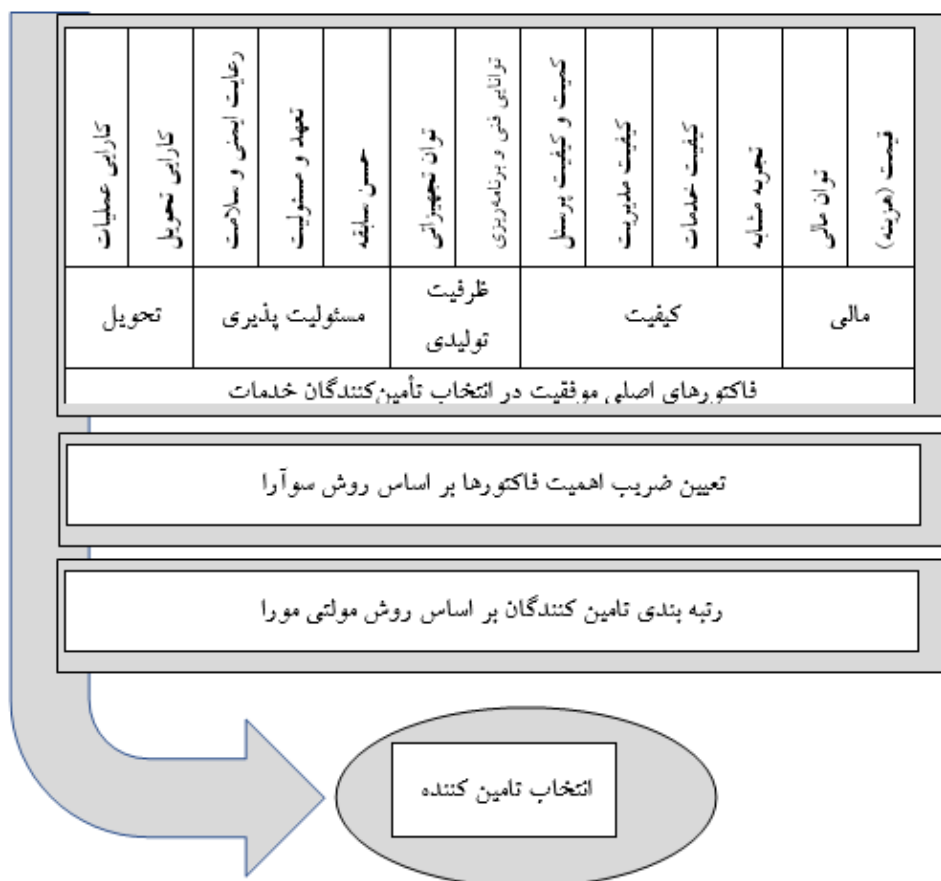 قیمت (هزینه)
توان مالی
تجربه مشابه
کیفیت خدمات
کیفیت مدیریت
کمیت و کیفیت پرسنل
توانایی فنی و برنامه‌ریزی
توان تجهیزاتی
حسن سابقه
تعهد و مسئولیت
رعایت ایمنی و سلامت
کارایی تحویل
کارایی عملیات
مالی
کیفیت
ظرفیت
تولیدی
مسئولیت پذیری
تحویل
فاکتورهای اصلی موفقیت در انتخاب تأمین‌کنندگان خدمات
تعیین ضریب اهمیت فاکتورها بر اساس روش سوآرا
رتبه بندی تامین کنندگان بر اساس روش مولتی مورا
انتخاب تامین کننده